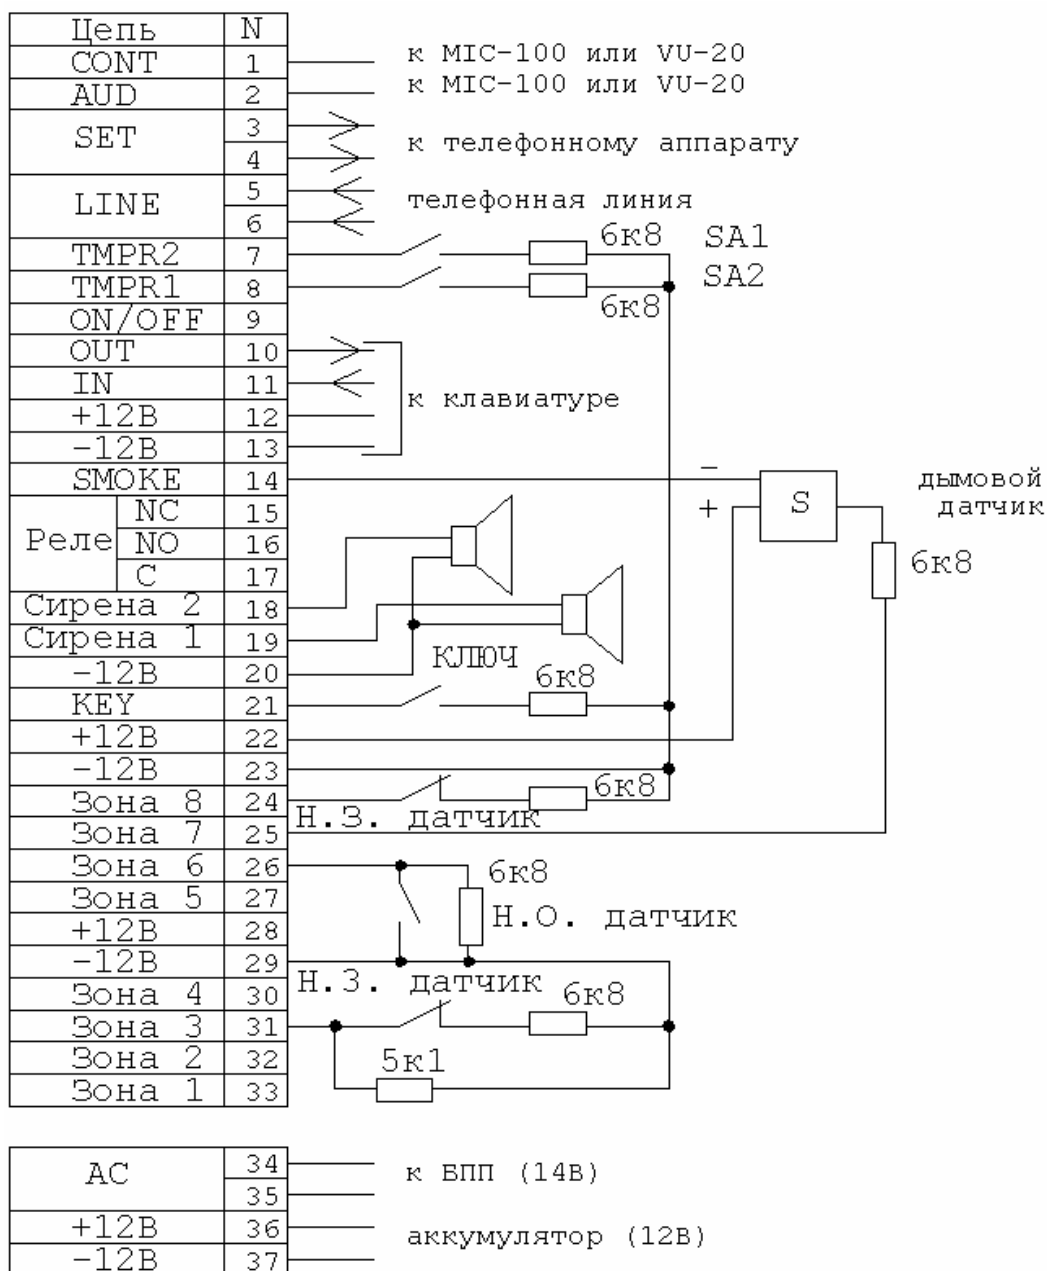 Цепь N
CONT 1 к MIC-100 или VU-20
AUD 2 к MIC-100 или VU-20
SET 3
4 к телефонному аппарату
LINE 5
6 телефонная линия
TMPR2 7 6к8 SA1
TMPR1 8 6к8 SA2
ON/OFF 9
OUT 10
IN 11 к клавиатуре
+12В 12
-12В 13
SMOKE 14 - дымовой
+ S датчик
6к8
Реле NC 15
NO 16
C 17
Сирена 2 18
Сирена 1 19
-12В 20 КЛЮЧ
KEY 21 6к8
+12В 22
-12В 23
Зона 8 24 6к8
Н.З. датчик
Зона 7 25
Зона 6 26 6к8
Зона 5 27 Н.О. датчик
+12В 28
-12В 29
Зона 4 30 Н.З. датчик 6к8
Зона 3 31
Зона 2 32 5к1
Зона 1 33
AC 34 к БПП (14В)
35
+12В 36 аккумулятор (12В)
-12В 37